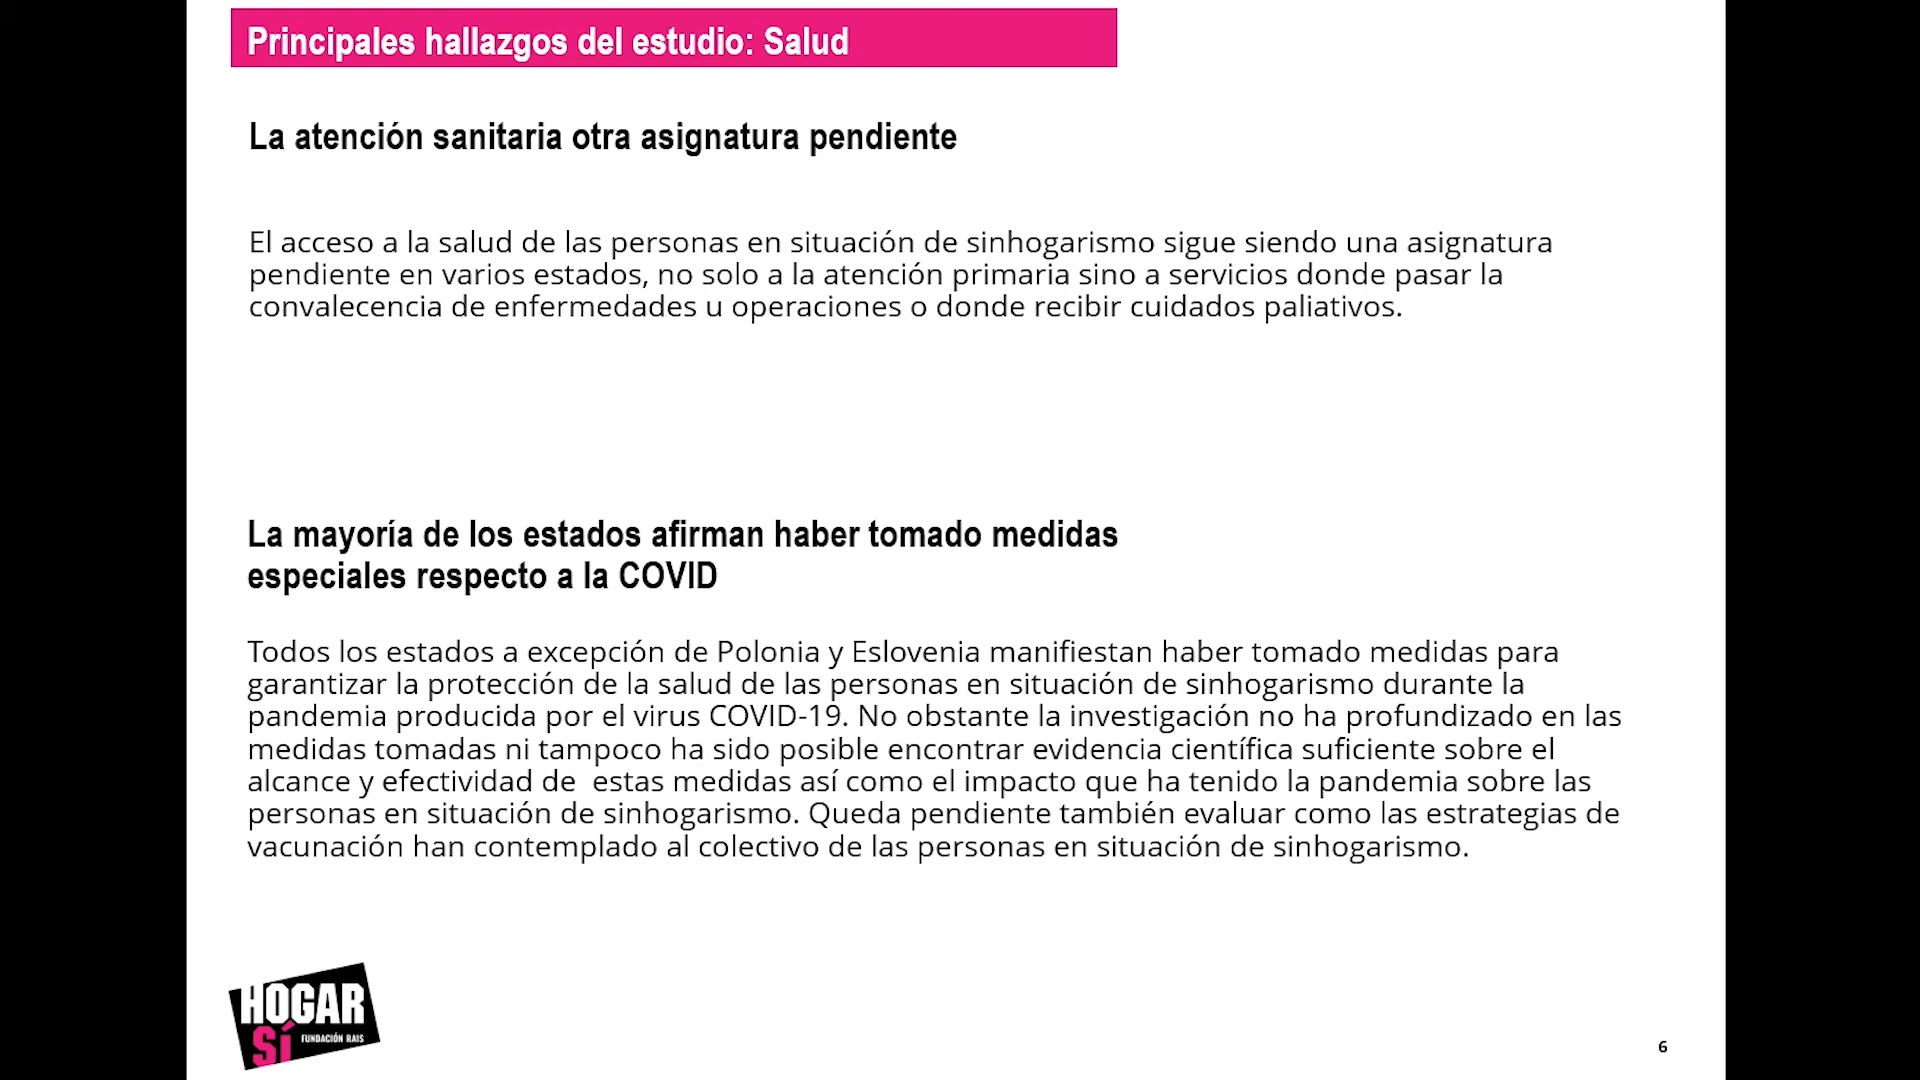 Principales hallazgos del estudio: Salud
La atención sanitaria otra asignatura pendiente
El acceso a la salud de las personas en situación de sinhogarismo sigue siendo una asignatura
pendiente en varios estados, no solo a la atención primaria sino a servicios donde pasar la
convalecencia de enfermedades u operaciones o donde recibir cuidados paliativos.
La mayoría de los estados afirman haber tomado medidas
especiales respecto a la COVID
Todos los estados a excepción de Polonia y Eslovenia manifiestan haber tomado medidas para
garantizar la protección de la salud de las personas en situación de sinhogarismo durante la
pandemia producida por el virus COVID-19. No obstante la investigación no ha profundizado en las
medidas tomadas ni tampoco ha sido posible encontrar evidencia científica suficiente sobre el
alcance y efectividad de  estas medidas así como el impacto que ha tenido la pandemia sobre las
personas en situación de sinhogarismo. Queda pendiente también evaluar como las estrategias de
vacunación han contemplado al colectivo de las personas en situación de sinhogarismo.
HOGAR
SÍ FUNDACIÓN RAIS
6